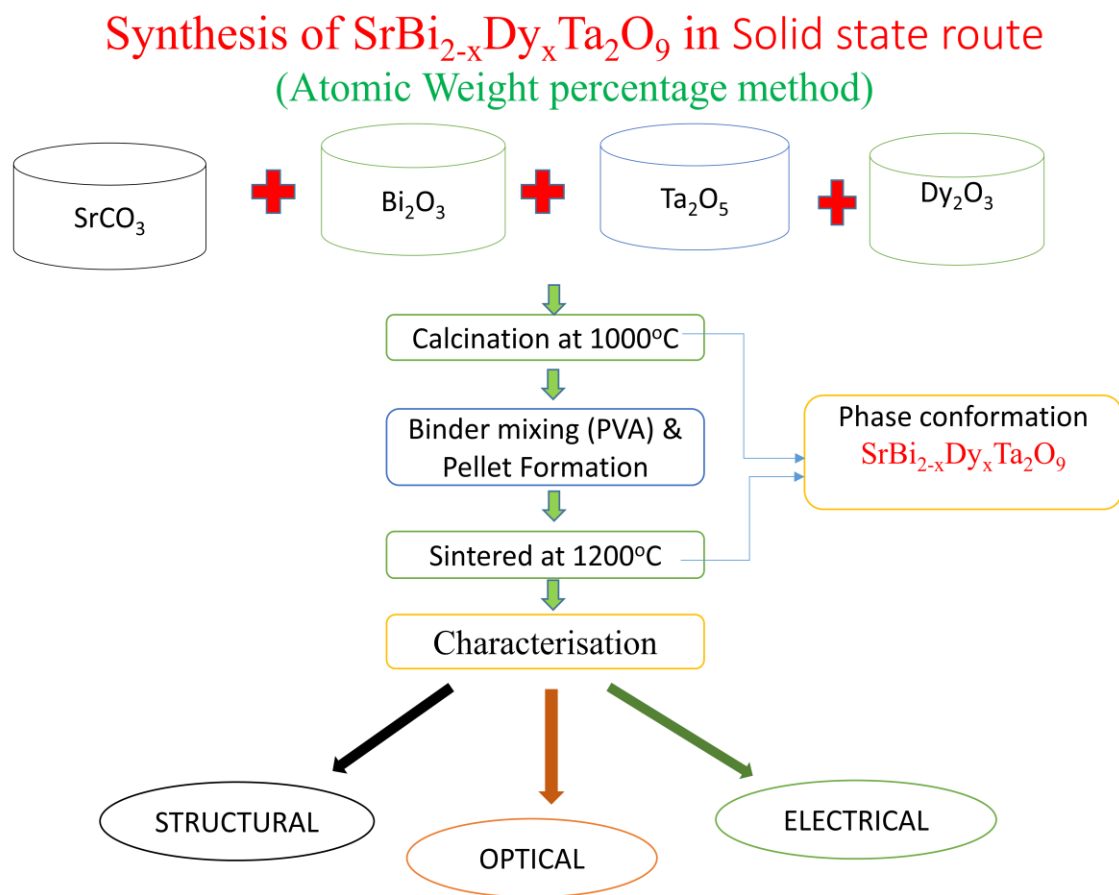 Synthesis of SrBi₂₋ₓDyₓTa₂O₉ in Solid state route
(Atomic Weight percentage method)
SrCO₃
Bi₂O₃
Ta₂O₅
Dy₂O₃
Calcination at 1000ᵒC
Binder mixing (PVA) &
Pellet Formation
Phase conformation
SrBi₂₋ₓDyₓTa₂O₉
Sintered at 1200ᵒC
Characterisation
STRUCTURAL
OPTICAL
ELECTRICAL